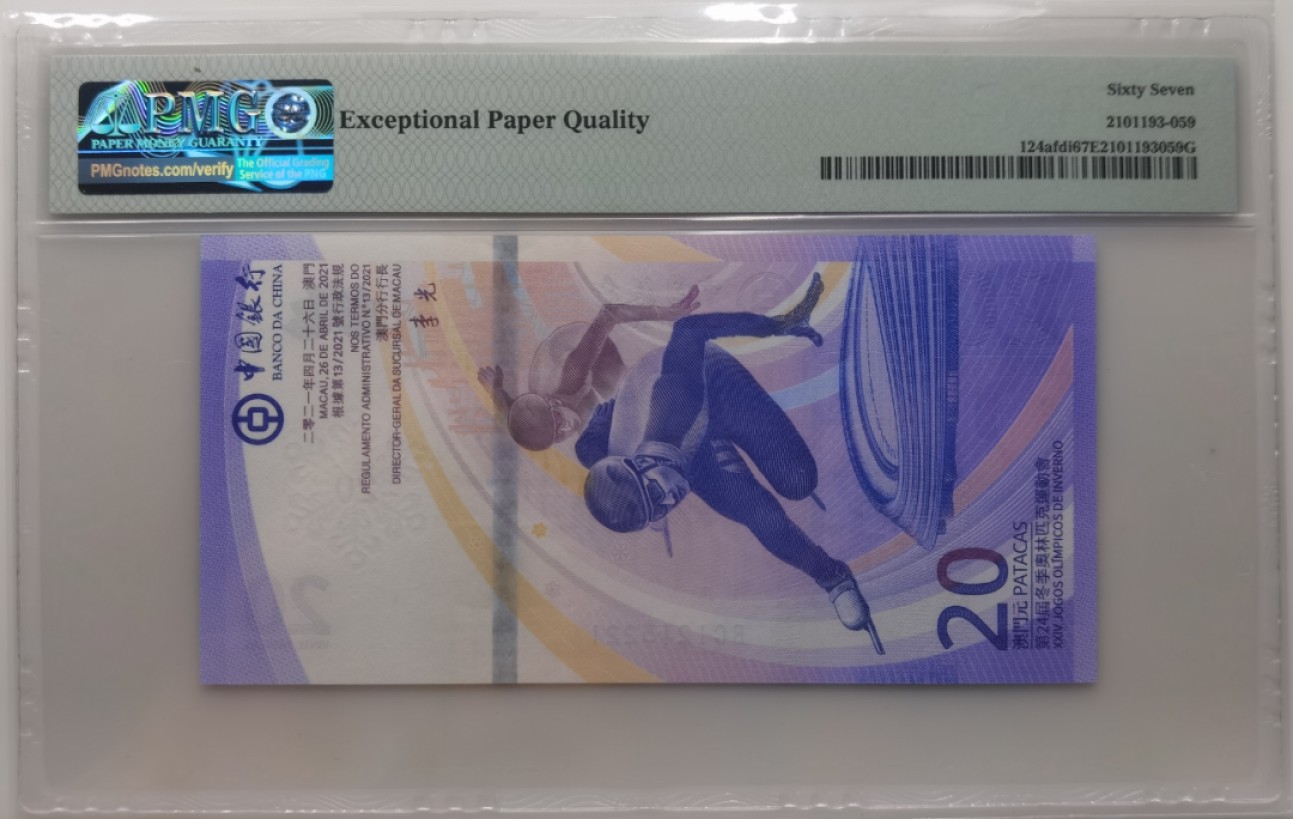 PMG
PAPER MONEY GUARANTY
PMGnotes.com/verify
The Official Grading
Service of the PNG
Exceptional Paper Quality
Sixty Seven
2101193-059
124afdi67E2101193059G
中國銀行
BANCO DA CHINA
二零二一年四月二十六日 澳門
MACAU, 26 DE ABRIL DE 2021
根據第13/2021號行政法規
NOS TERMOS DO
REGULAMENTO ADMINISTRATIVO N.º 13/2021
澳門分行行長
DIRECTOR-GERAL DA SUCURSAL DE MACAU
李光
20
澳門元 PATACAS
第24屆冬季奧林匹克運動會
XXIV JOGOS OLÍMPICOS DE INVERNO